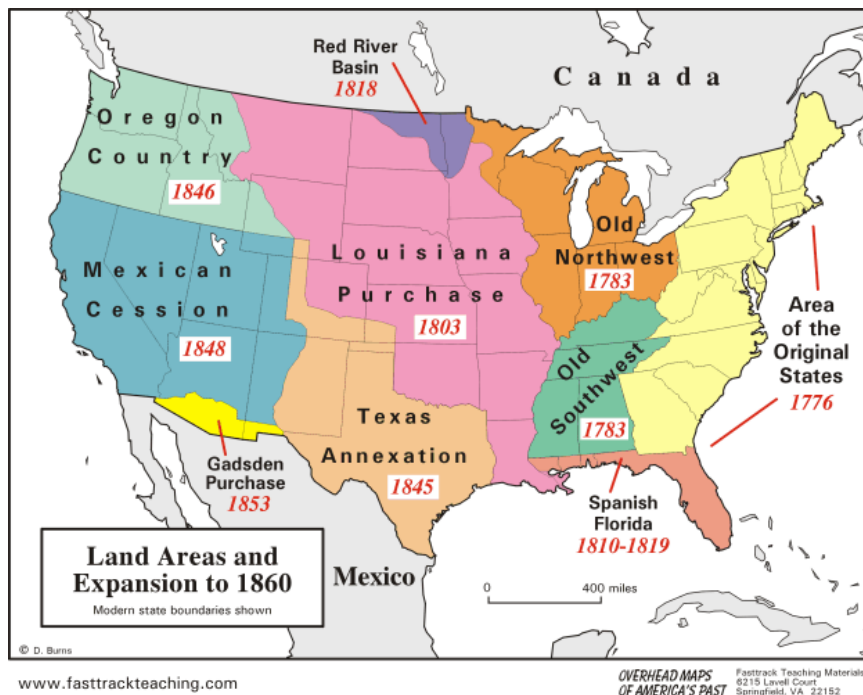 Red River
Basin
1818
Canada
Oregon
Country
1846
Old
Northwest
1783
Louisiana
Purchase
1803
Mexican
Cession
1848
Area
of the
Original
States
1776
Old
Southwest
1783
Texas
Annexation
1845
Gadsden
Purchase
1853
Spanish
Florida
1810-1819
Land Areas and
Expansion to 1860
Modern state boundaries shown
Mexico
0 400 miles
© D. Burns
www.fasttrackteaching.com
OVERHEAD MAPS
OF AMERICA'S PAST
Fasttrack Teaching Materials
6215 Lavell Court
Springfield, VA 22152